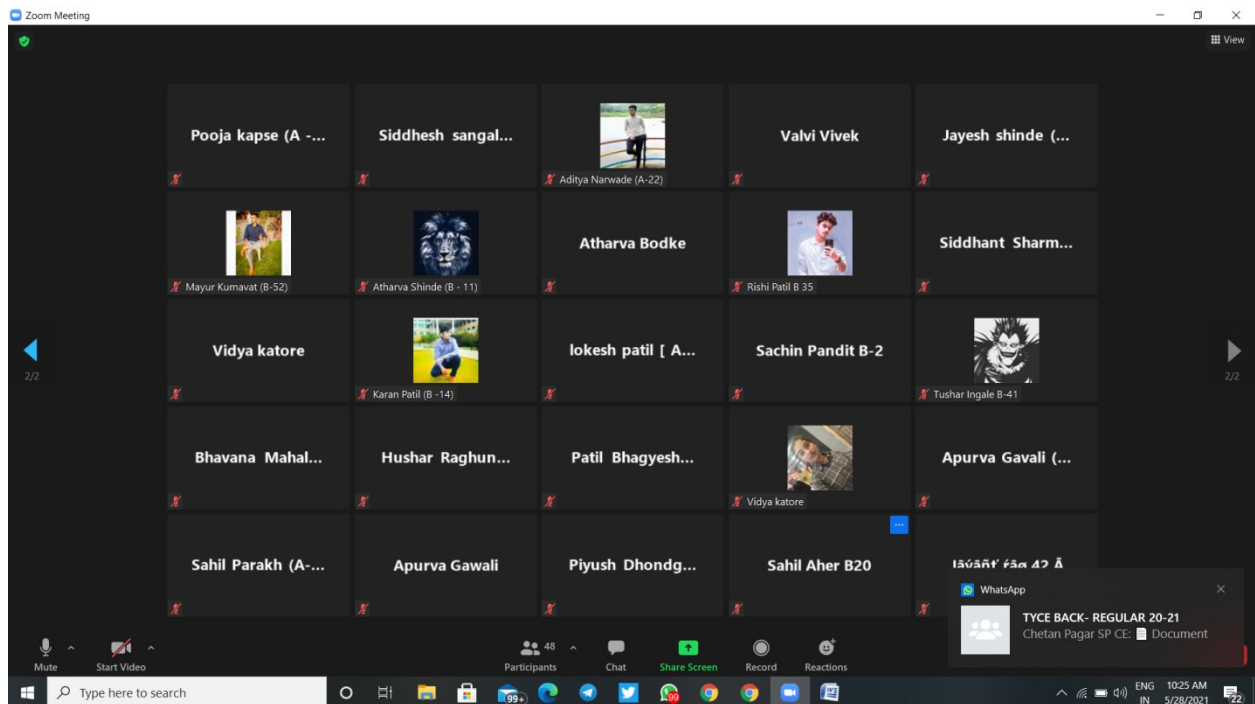 Zoom Meeting
View
Pooja kapse (A -...
Siddhesh sangal...
Aditya Narwade (A-22)
Valvi Vivek
Jayesh shinde (...
Mayur Kumavat (B-52)
Atharva Shinde (B - 11)
Atharva Bodke
Rishi Patil B 35
Siddhant Sharm...
2/2
Vidya katore
Karan Patil (B -14)
lokesh patil [ A...
Sachin Pandit B-2
Tushar Ingale B-41
2/2
Bhavana Mahal...
Hushar Raghun...
Patil Bhagyesh...
Vidya katore
Apurva Gavali (...
Sahil Parakh (A-...
Apurva Gawali
Piyush Dhondg...
Sahil Aher B20
42
WhatsApp
TYCE BACK- REGULAR 20-21
Chetan Pagar SP CE: Document
Mute
Start Video
48
Participants
Chat
Share Screen
Record
Reactions
Type here to search
99+
99
ENG
IN
10:25 AM
5/28/2021
22